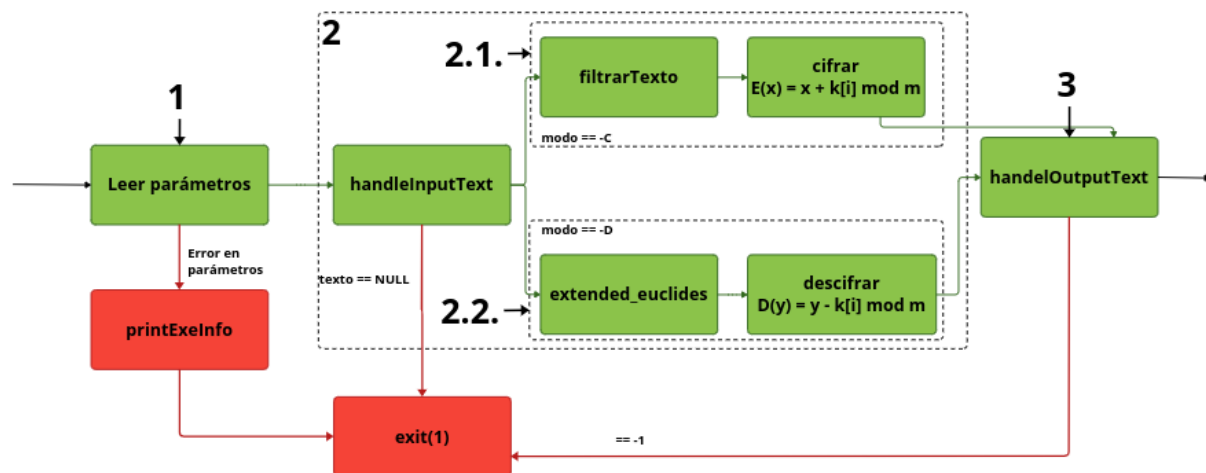 2
2.1.
filtrarTexto
cifrar
E(x) = x + k[i] mod m
modo == -C
1
3
Leer parámetros
handleInputText
handelOutputText
Error en
parámetros
texto == NULL
modo == -D
2.2.
extended_euclides
descifrar
D(y) = y - k[i] mod m
printExeInfo
exit(1)
== -1